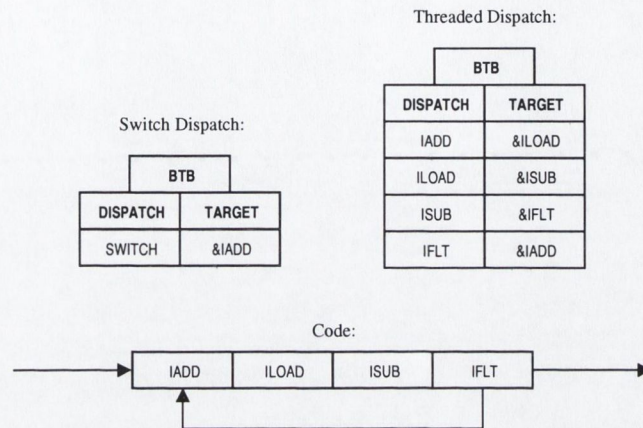 Threaded Dispatch:
BTB
DISPATCH TARGET
IADD &ILOAD
ILOAD &ISUB
ISUB &IFLT
IFLT &IADD
Switch Dispatch:
BTB
DISPATCH TARGET
SWITCH &IADD
Code:
IADD ILOAD ISUB IFLT